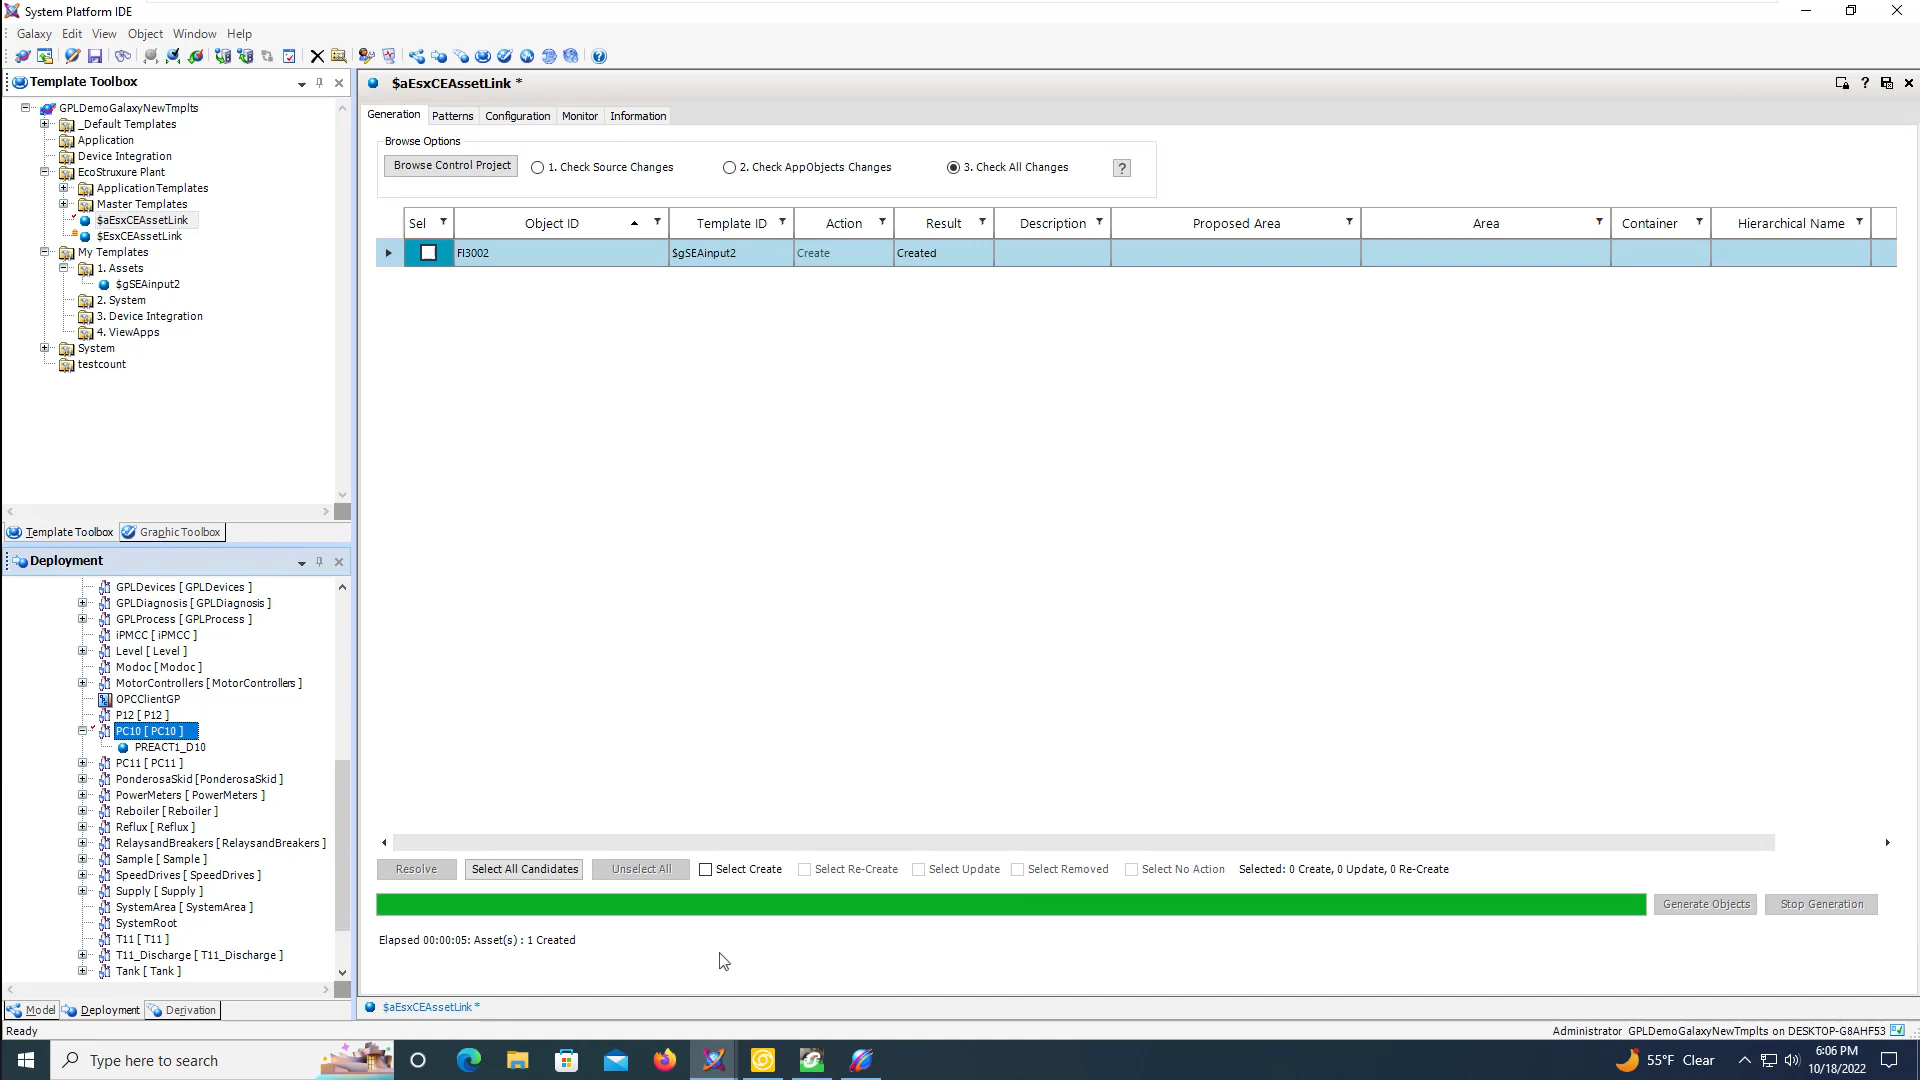 System Platform IDE
Galaxy Edit View Object Window Help
Template Toolbox
GPLDemoGalaxyNewTmplts
_Default Templates
Application
Device Integration
EcoStruxure Plant
Application Templates
Master Templates
$aEsxCEAssetLink
$EsxCEAssetLink
My Templates
1. Assets
$gSEAinput2
2. System
3. Device Integration
4. ViewApps
System
testcount
Template Toolbox Graphic Toolbox
Deployment
GPLDevices [ GPLDevices ]
GPLDiagnosis [ GPLDiagnosis ]
GPLProcess [ GPLProcess ]
iPMCC [ iPMCC ]
Level [ Level ]
Modoc [ Modoc ]
MotorControllers [ MotorControllers ]
OPCClientGP
P12 [ P12 ]
PC10 [ PC10 ]
PREACT1_D10
PC11 [ PC11 ]
PonderosaSkid [ PonderosaSkid ]
PowerMeters [ PowerMeters ]
Reboiler [ Reboiler ]
Reflux [ Reflux ]
RelaysandBreakers [ RelaysandBreakers ]
Sample [ Sample ]
SpeedDrives [ SpeedDrives ]
Supply [ Supply ]
SystemArea [ SystemArea ]
SystemRoot
T11 [ T11 ]
T11_Discharge [ T11_Discharge ]
Tank [ Tank ]
Model Deployment Derivation
$aEsxCEAssetLink *
Generation Patterns Configuration Monitor Information
Browse Options
Browse Control Project 1. Check Source Changes 2. Check AppObjects Changes 3. Check All Changes ?
Sel Object ID Template ID Action Result Description Proposed Area Area Container Hierarchical Name
FI3002 $gSEAinput2 Create Created
Resolve Select All Candidates Unselect All Select Create Select Re-Create Select Update Select Removed Select No Action Selected: 0 Create, 0 Update, 0 Re-Create
Generate Objects Stop Generation
Elapsed 00:00:05: Asset(s) : 1 Created
$aEsxCEAssetLink *
Ready Administrator GPLDemoGalaxyNewTmplts on DESKTOP-G8AHF53
Type here to search 55°F Clear 6:06 PM
10/18/2022